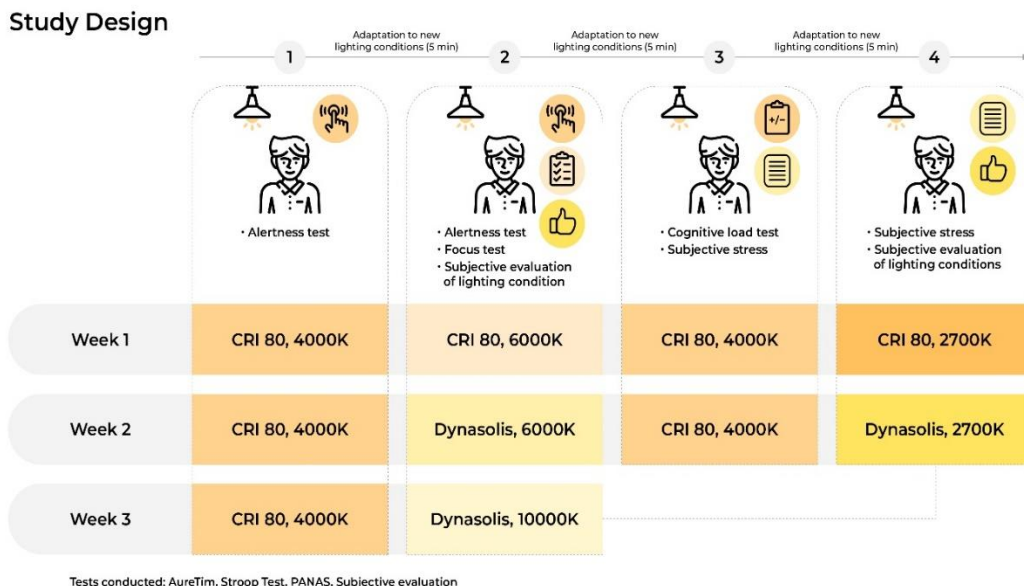 Study Design
Adaptation to new
lighting conditions (5 min)
Adaptation to new
lighting conditions (5 min)
Adaptation to new
lighting conditions (5 min)
1
2
3
4
+/−
· Alertness test
· Alertness test
· Focus test
· Subjective evaluation
of lighting condition
· Cognitive load test
· Subjective stress
· Subjective stress
· Subjective evaluation
of lighting conditions
Week 1
CRI 80, 4000K
CRI 80, 6000K
CRI 80, 4000K
CRI 80, 2700K
Week 2
CRI 80, 4000K
Dynasolis, 6000K
CRI 80, 4000K
Dynasolis, 2700K
Week 3
CRI 80, 4000K
Dynasolis, 10000K
Tests conducted: AureTim, Stroop Test, PANAS, Subjective evaluation